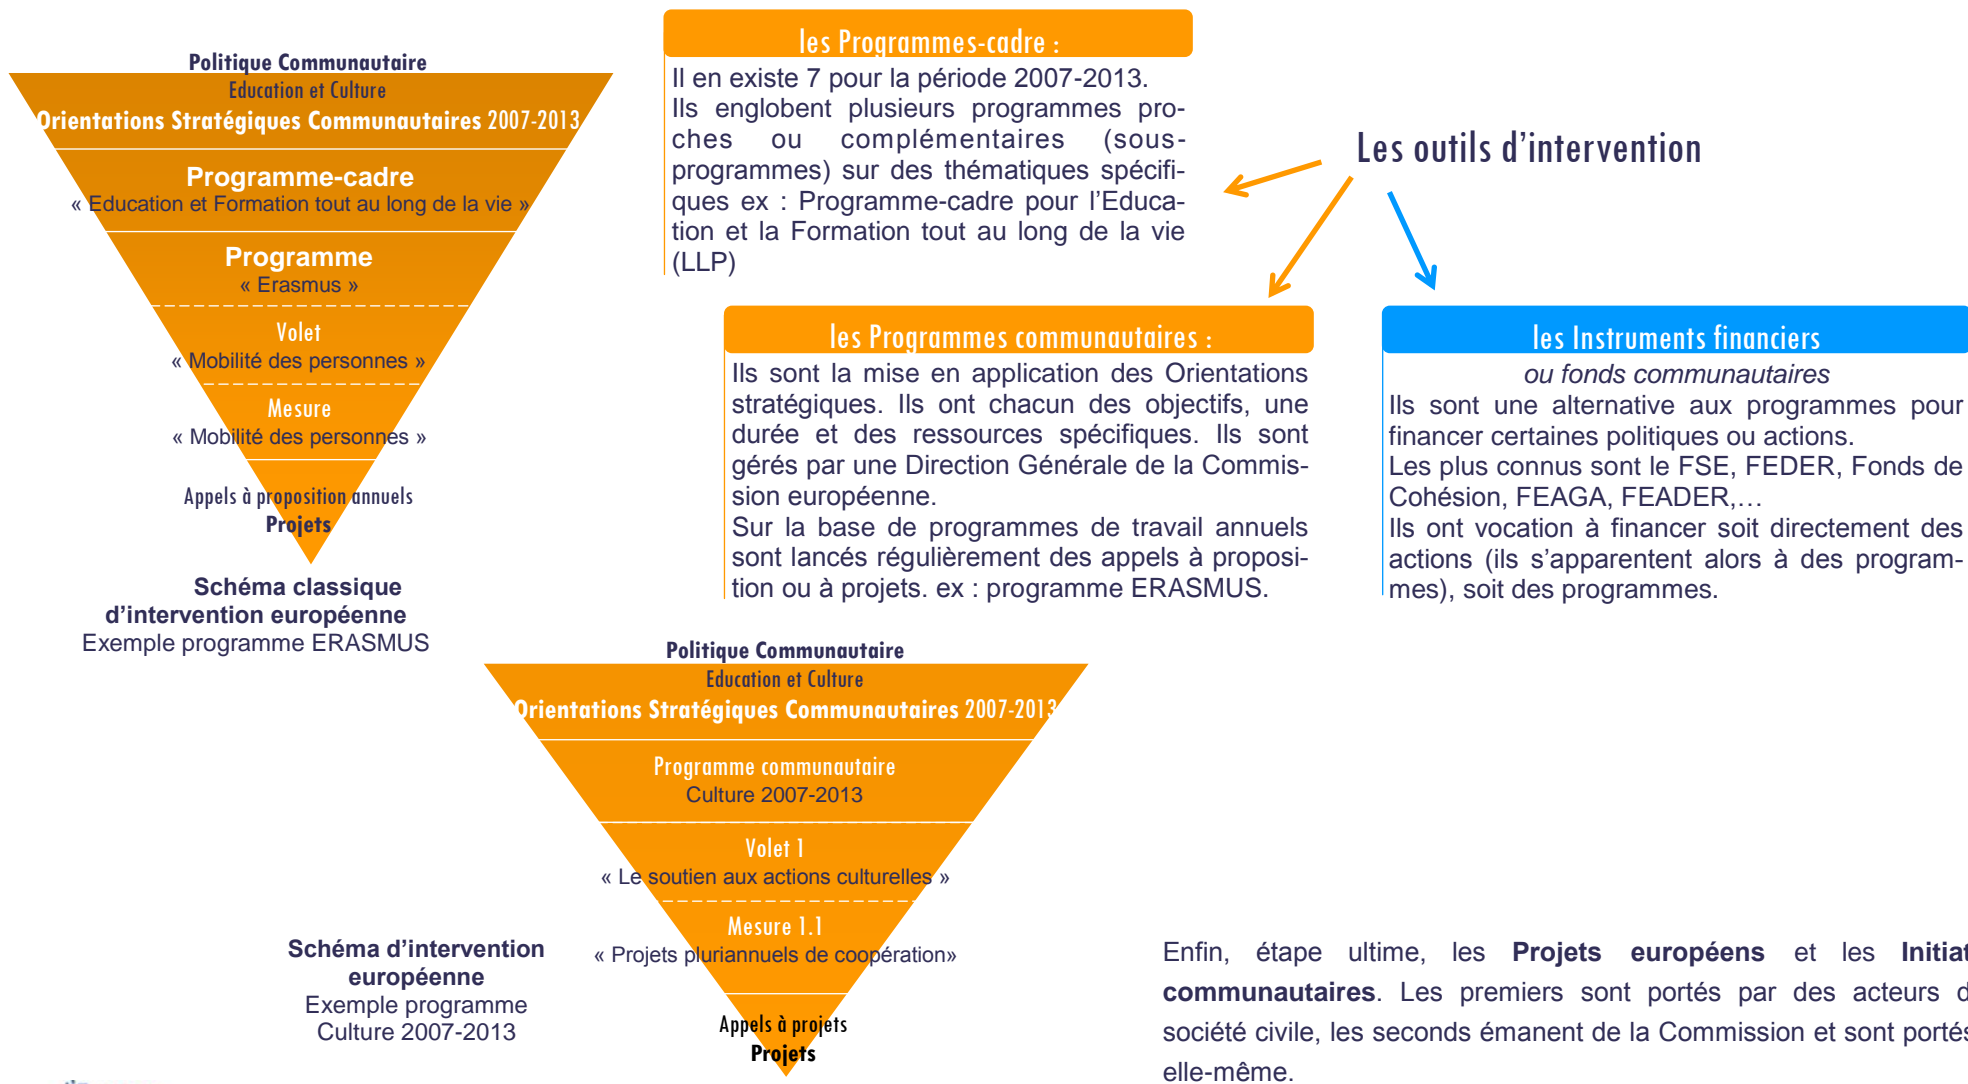 Politique Communautaire
Education et Culture
Orientations Stratégiques Communautaires 2007-2013
Programme-cadre
« Education et Formation tout au long de la vie »
Programme
« Erasmus »
Volet
« Mobilité des personnes »
Mesure
« Mobilité des personnes »
Appels à proposition annuels
Projets
Schéma classique
d’intervention européenne
Exemple programme ERASMUS
les Programmes-cadre :
Il en existe 7 pour la période 2007-2013.
Ils englobent plusieurs programmes pro-
ches ou complémentaires (sous-
programmes) sur des thématiques spécifi-
ques ex : Programme-cadre pour l’Educa-
tion et la Formation tout au long de la vie
(LLP)
Les outils d’intervention
les Programmes communautaires :
Ils sont la mise en application des Orientations
stratégiques. Ils ont chacun des objectifs, une
durée et des ressources spécifiques. Ils sont
gérés par une Direction Générale de la Commis-
sion européenne.
Sur la base de programmes de travail annuels
sont lancés régulièrement des appels à proposi-
tion ou à projets. ex : programme ERASMUS.
les Instruments financiers
ou fonds communautaires
Ils sont une alternative aux programmes pour
financer certaines politiques ou actions.
Les plus connus sont le FSE, FEDER, Fonds de
Cohésion, FEAGA, FEADER,…
Ils ont vocation à financer soit directement des
actions (ils s’apparentent alors à des program-
mes), soit des programmes.
Politique Communautaire
Education et Culture
Orientations Stratégiques Communautaires 2007-2013
Programme communautaire
Culture 2007-2013
Volet 1
« Le soutien aux actions culturelles »
Mesure 1.1
« Projets pluriannuels de coopération»
Appels à projets
Projets
Schéma d’intervention
européenne
Exemple programme
Culture 2007-2013
Enfin, étape ultime, les Projets européens et les Initiat
communautaires. Les premiers sont portés par des acteurs d
société civile, les seconds émanent de la Commission et sont portés
elle-même.